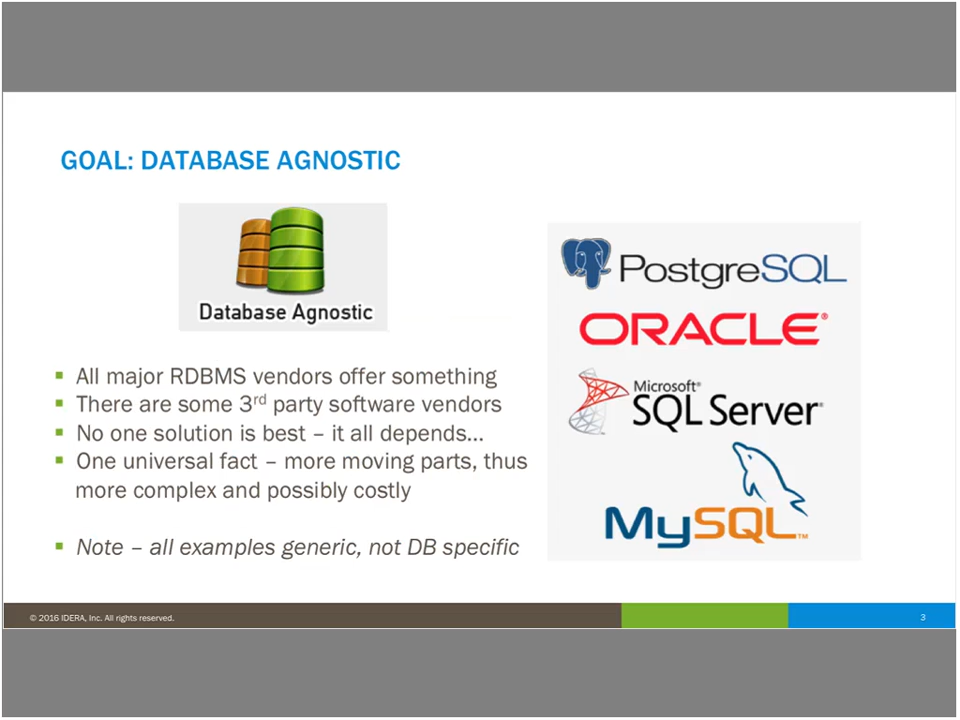 GOAL: DATABASE AGNOSTIC
Database Agnostic
▪ All major RDBMS vendors offer something
▪ There are some 3rd party software vendors
▪ No one solution is best – it all depends...
▪ One universal fact – more moving parts, thus
more complex and possibly costly
▪ Note – all examples generic, not DB specific
PostgreSQL
ORACLE®
Microsoft®
SQL Server®
MySQL™
© 2016 IDERA, Inc. All rights reserved.
3